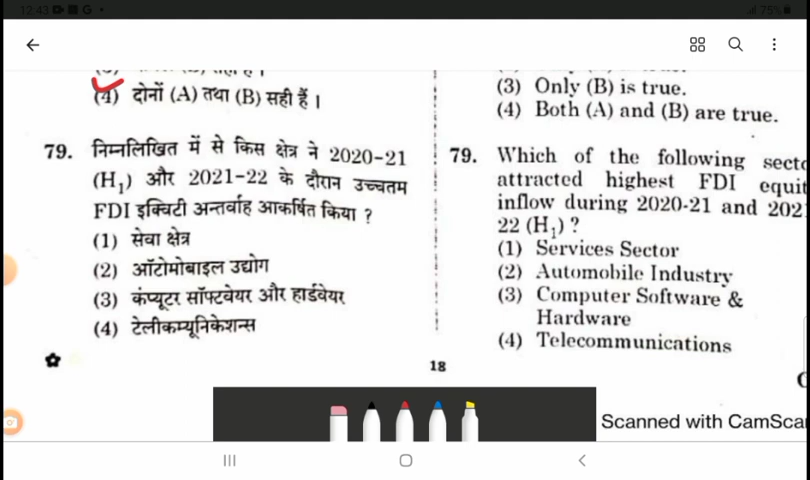 12:43 G •
75%
(4) दोनों (A) तथा (B) सही हैं ।
79. निम्नलिखित में से किस क्षेत्र ने 2020-21
(H₁) और 2021-22 के दौरान उच्चतम
FDI इक्विटी अन्तर्वाह आकर्षित किया ?
(1) सेवा क्षेत्र
(2) ऑटोमोबाइल उद्योग
(3) कंप्यूटर सॉफ्टवेयर और हार्डवेयर
(4) टेलीकम्यूनिकेशन्स
(3) Only (B) is true.
(4) Both (A) and (B) are true.
79. Which of the following secto
attracted highest FDI equit
inflow during 2020-21 and 202
22 (H₁) ?
(1) Services Sector
(2) Automobile Industry
(3) Computer Software &
Hardware
(4) Telecommunications
18
Scanned with CamSca